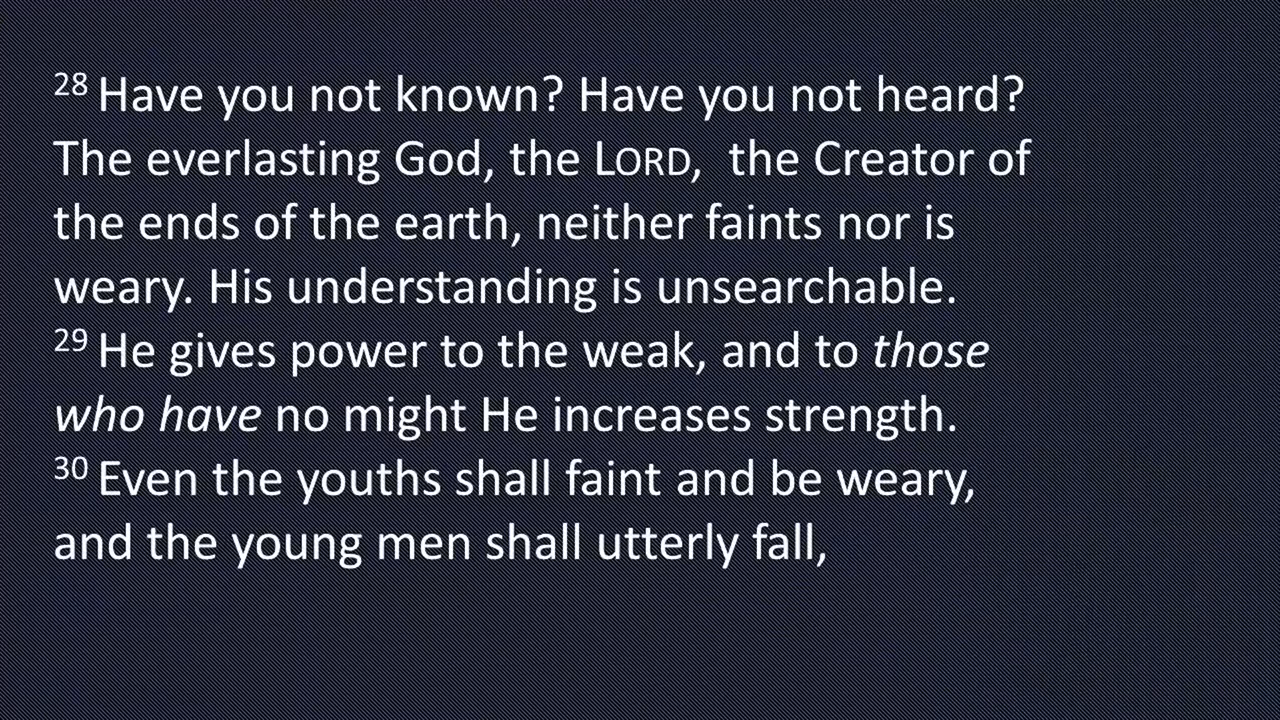 28 Have you not known? Have you not heard?
The everlasting God, the LORD,  the Creator of
the ends of the earth, neither faints nor is
weary. His understanding is unsearchable.
29 He gives power to the weak, and to those
who have no might He increases strength.
30 Even the youths shall faint and be weary,
and the young men shall utterly fall,